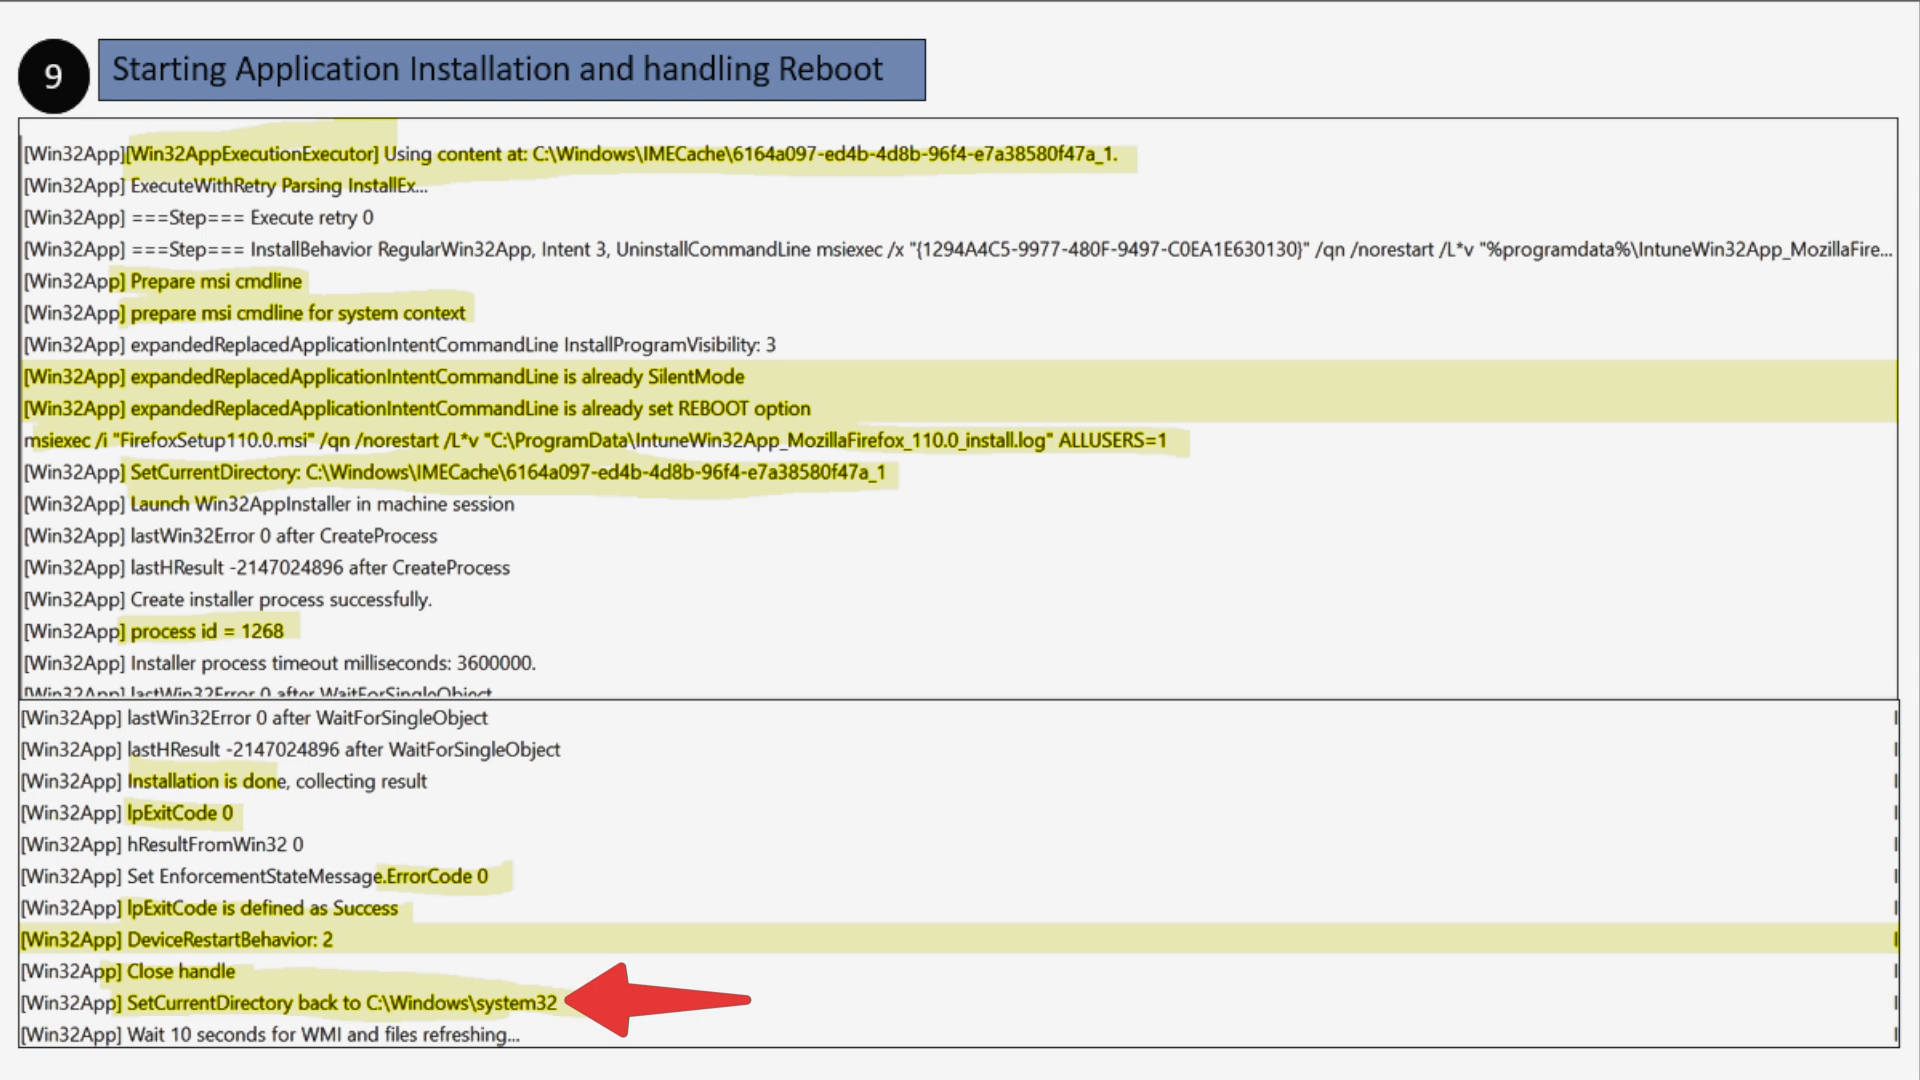 9
Starting Application Installation and handling Reboot
[Win32App][Win32AppExecutionExecutor] Using content at: C:\Windows\IMECache\6164a097-ed4b-4d8b-96f4-e7a38580f47a_1.
[Win32App] ExecuteWithRetry Parsing InstallEx...
[Win32App] ===Step=== Execute retry 0
[Win32App] ===Step=== InstallBehavior RegularWin32App, Intent 3, UninstallCommandLine msiexec /x "{1294A4C5-9977-480F-9497-C0EA1E630130}" /qn /norestart /L*v "%programdata%\IntuneWin32App_MozillaFire...
[Win32App] Prepare msi cmdline
[Win32App] prepare msi cmdline for system context
[Win32App] expandedReplacedApplicationIntentCommandLine InstallProgramVisibility: 3
[Win32App] expandedReplacedApplicationIntentCommandLine is already SilentMode
[Win32App] expandedReplacedApplicationIntentCommandLine is already set REBOOT option
msiexec /i "FirefoxSetup110.0.msi" /qn /norestart /L*v "C:\ProgramData\IntuneWin32App_MozillaFirefox_110.0_install.log" ALLUSERS=1
[Win32App] SetCurrentDirectory: C:\Windows\IMECache\6164a097-ed4b-4d8b-96f4-e7a38580f47a_1
[Win32App] Launch Win32AppInstaller in machine session
[Win32App] lastWin32Error 0 after CreateProcess
[Win32App] lastHResult -2147024896 after CreateProcess
[Win32App] Create installer process successfully.
[Win32App] process id = 1268
[Win32App] Installer process timeout milliseconds: 3600000.
[Win32App] lastWin32Error 0 after WaitForSingleObject
[Win32App] lastWin32Error 0 after WaitForSingleObject
[Win32App] lastHResult -2147024896 after WaitForSingleObject
[Win32App] Installation is done, collecting result
[Win32App] lpExitCode 0
[Win32App] hResultFromWin32 0
[Win32App] Set EnforcementStateMessage.ErrorCode 0
[Win32App] lpExitCode is defined as Success
[Win32App] DeviceRestartBehavior: 2
[Win32App] Close handle
[Win32App] SetCurrentDirectory back to C:\Windows\system32
[Win32App] Wait 10 seconds for WMI and files refreshing...